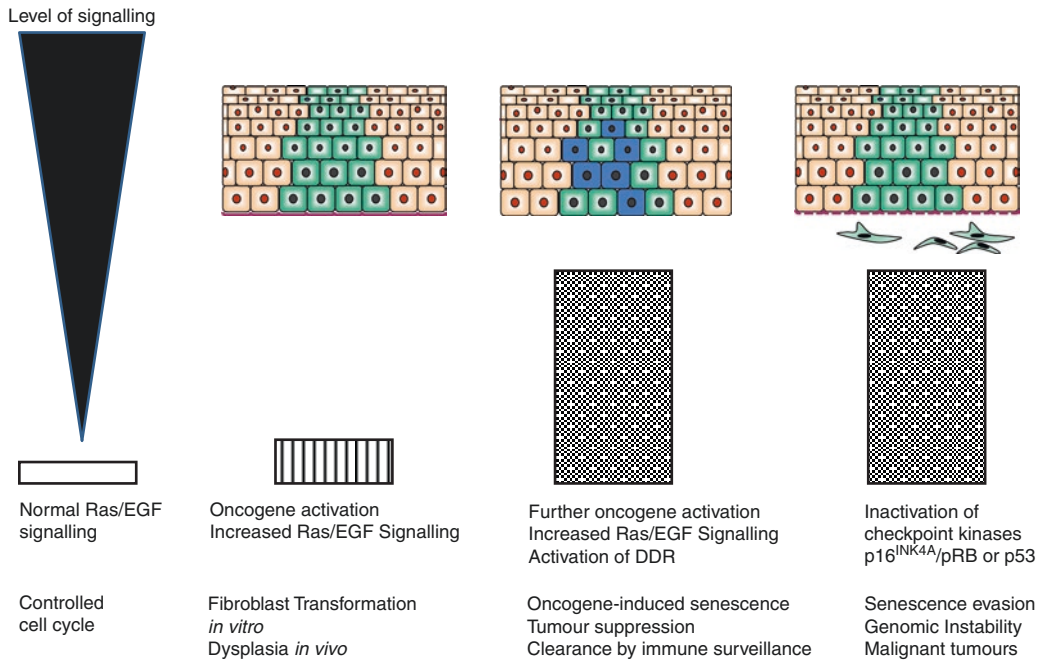 Level of signalling
Normal Ras/EGF
signalling
Oncogene activation
Increased Ras/EGF Signalling
Further oncogene activation
Increased Ras/EGF Signalling
Activation of DDR
Inactivation of
checkpoint kinases
p16INK4A/pRB or p53
Controlled
cell cycle
Fibroblast Transformation
in vitro
Dysplasia in vivo
Oncogene-induced senescence
Tumour suppression
Clearance by immune surveillance
Senescence evasion
Genomic Instability
Malignant tumours